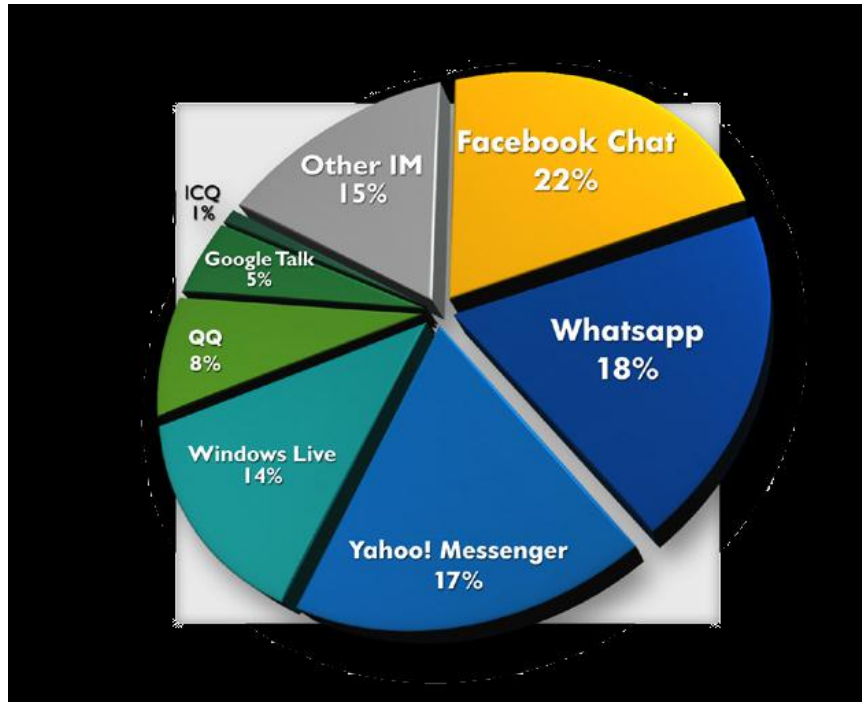 Facebook Chat
22%
Whatsapp
18%
Yahoo! Messenger
17%
Windows Live
14%
QQ
8%
Google Talk
5%
ICQ
1%
Other IM
15%